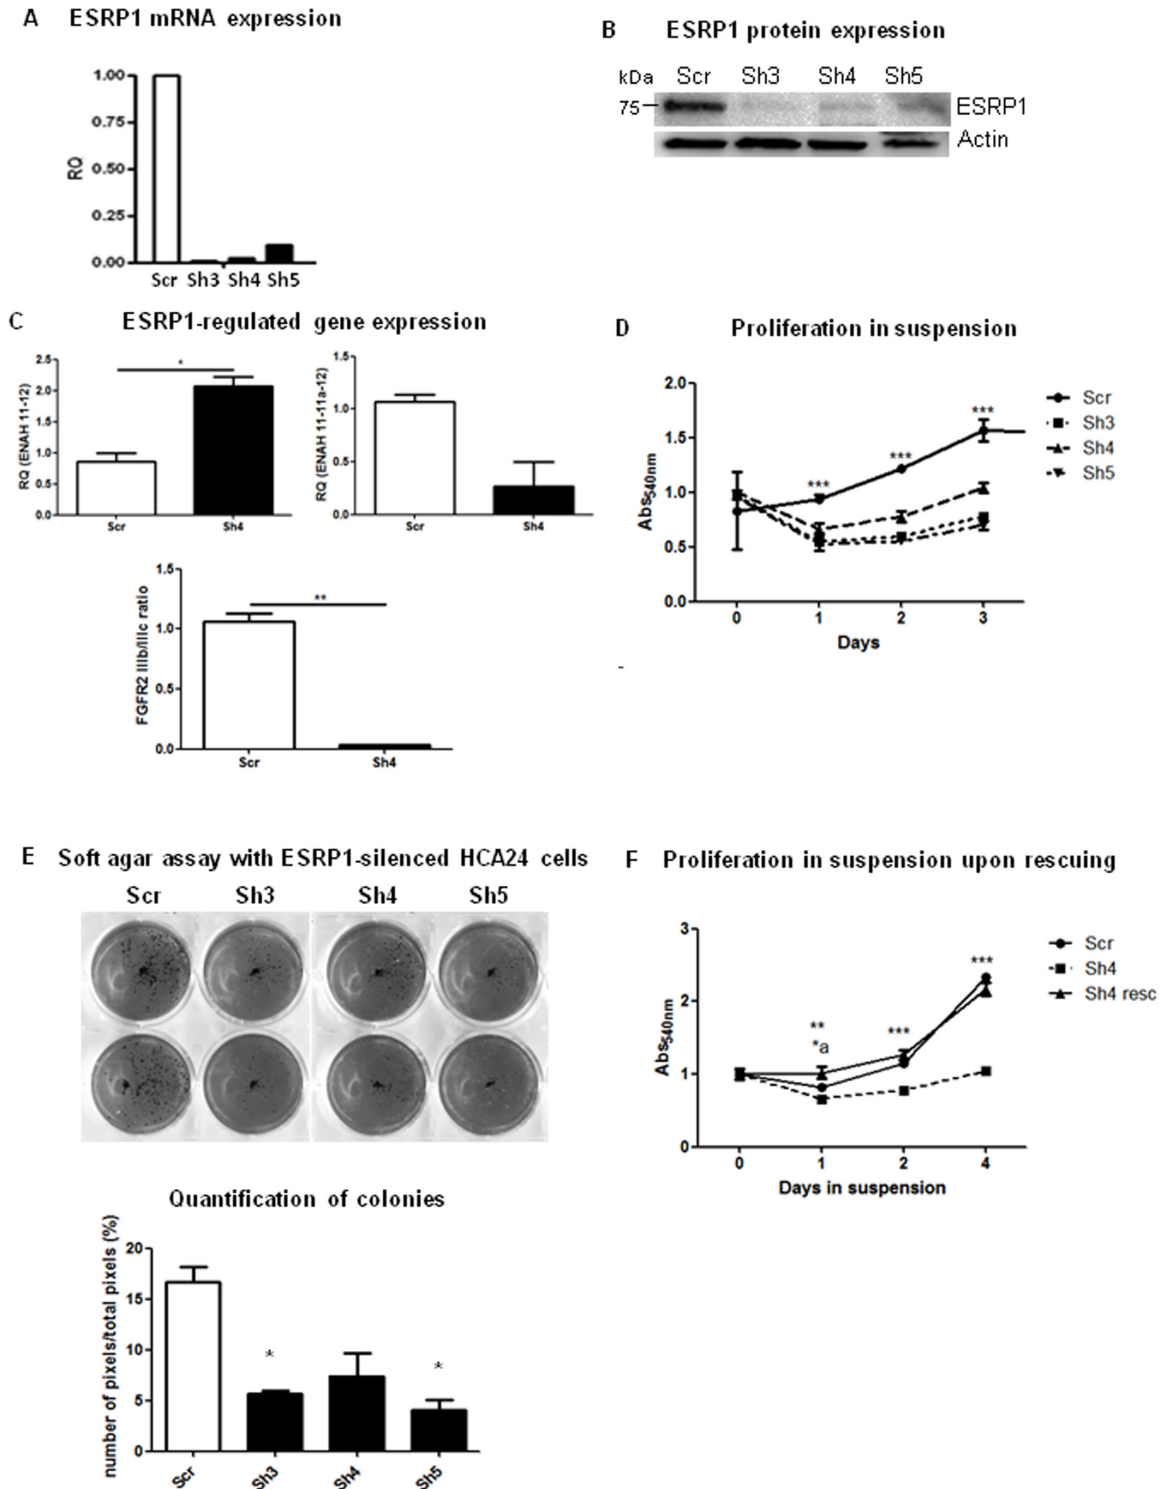 A ESRP1 mRNA expression
1.00
0.75
0.50
0.25
0.00
RQ
Scr Sh3 Sh4 Sh5
B ESRP1 protein expression
kDa Scr Sh3 Sh4 Sh5
75 ESRP1
Actin
C ESRP1-regulated gene expression
2.5
2.0
1.5
1.0
0.5
0.0
RQ (ENAH 11-12)
*
Scr Sh4
1.5
1.0
0.5
0.0
RQ (ENAH 11-11a-12)
Scr Sh4
1.5
1.0
0.5
0.0
FGFR2 IIIb/IIIc ratio
**
Scr Sh4
D Proliferation in suspension
2.0
1.5
1.0
0.5
0.0
Abs540nm
*** *** ***
0 1 2 3
Days
Scr
Sh3
Sh4
Sh5
-
E Soft agar assay with ESRP1-silenced HCA24 cells
Scr Sh3 Sh4 Sh5
Quantification of colonies
20
15
10
5
0
number of pixels/total pixels (%)
* *
Scr Sh3 Sh4 Sh5
F Proliferation in suspension upon rescuing
3
2
1
0
Abs540nm
**
*a
***
***
0 1 2 4
Days in suspension
Scr
Sh4
Sh4 resc